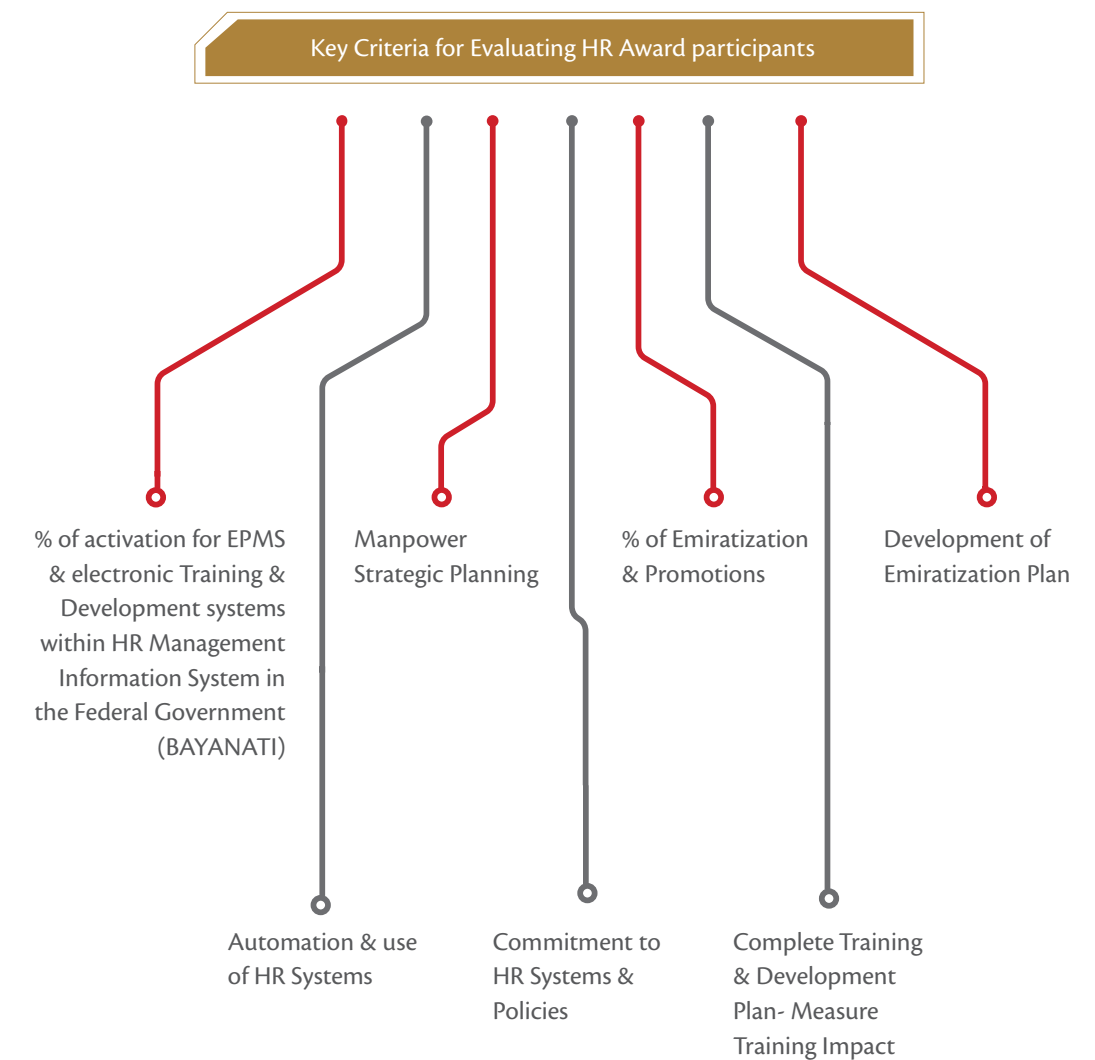 Key Criteria for Evaluating HR Award participants
% of activation for EPMS
& electronic Training &
Development systems
within HR Management
Information System in
the Federal Government
(BAYANATI)
Manpower
Strategic Planning
% of Emiratization
& Promotions
Development of
Emiratization Plan
Automation & use
of HR Systems
Commitment to
HR Systems &
Policies
Complete Training
& Development
Plan- Measure
Training Impact